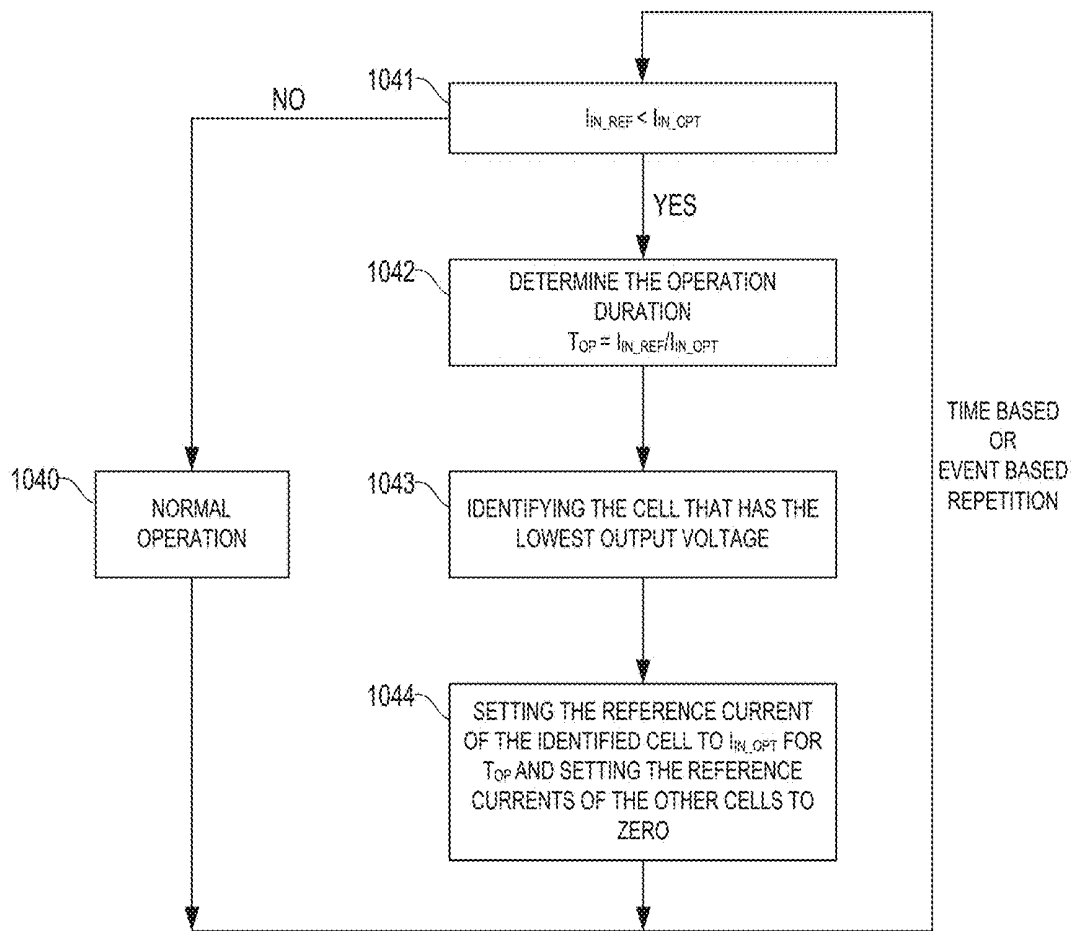 1041
NO
I_IN_REF < I_IN_OPT
YES
1042
DETERMINE THE OPERATION
DURATION
T_OP = I_IN_REF/I_IN_OPT
TIME BASED
OR
EVENT BASED
REPETITION
1040
NORMAL
OPERATION
1043
IDENTIFYING THE CELL THAT HAS THE
LOWEST OUTPUT VOLTAGE
1044
SETTING THE REFERENCE CURRENT
OF THE IDENTIFIED CELL TO I_IN_OPT FOR
T_OP AND SETTING THE REFERENCE
CURRENTS OF THE OTHER CELLS TO
ZERO